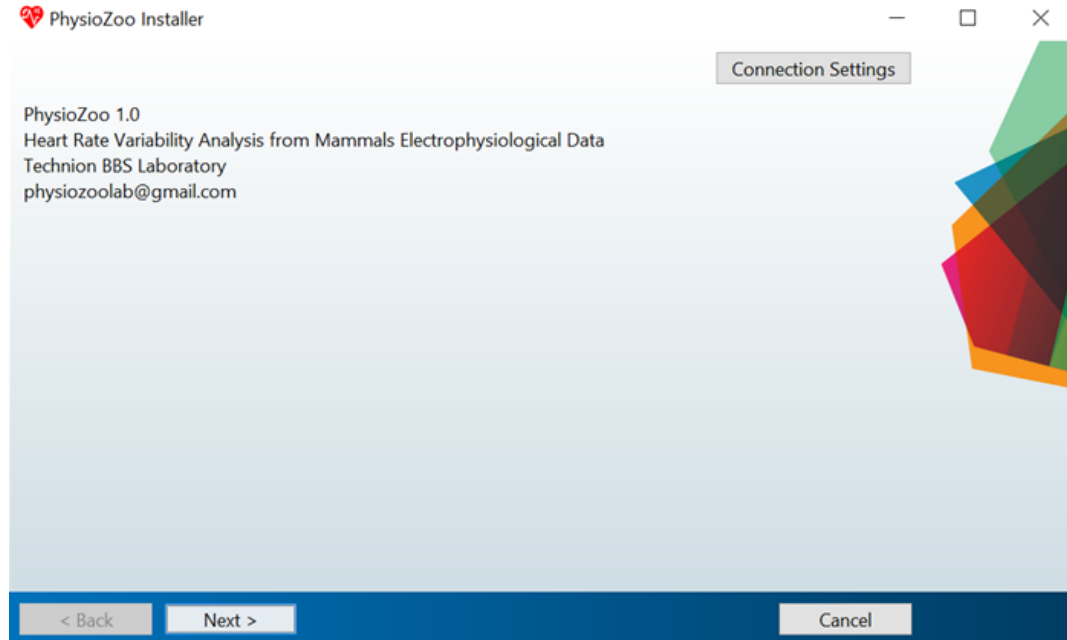 PhysioZoo Installer
Connection Settings
PhysioZoo 1.0
Heart Rate Variability Analysis from Mammals Electrophysiological Data
Technion BBS Laboratory
physiozoolab@gmail.com
< Back
Next >
Cancel